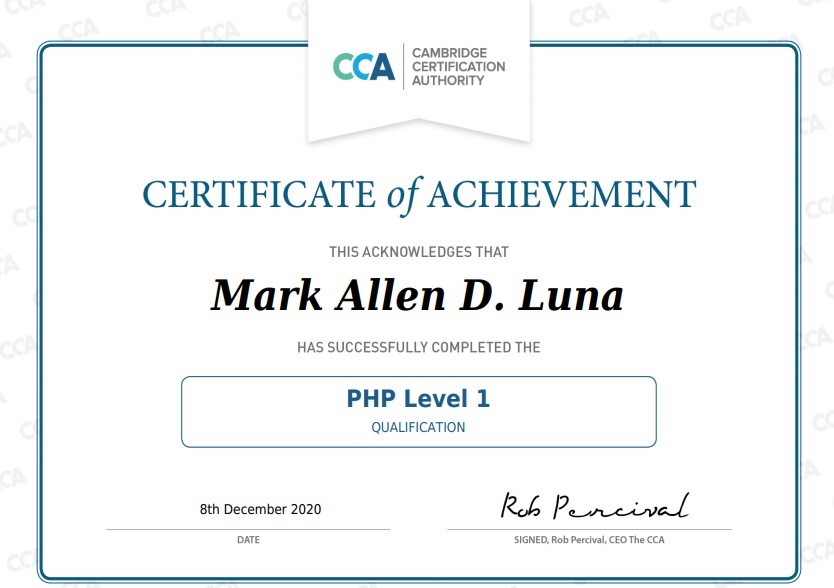 CCA
CAMBRIDGE
CERTIFICATION
AUTHORITY
CERTIFICATE of ACHIEVEMENT
THIS ACKNOWLEDGES THAT
Mark Allen D. Luna
HAS SUCCESSFULLY COMPLETED THE
PHP Level 1
QUALIFICATION
8th December 2020
Rob Percival
DATE
SIGNED, Rob Percival, CEO The CCA